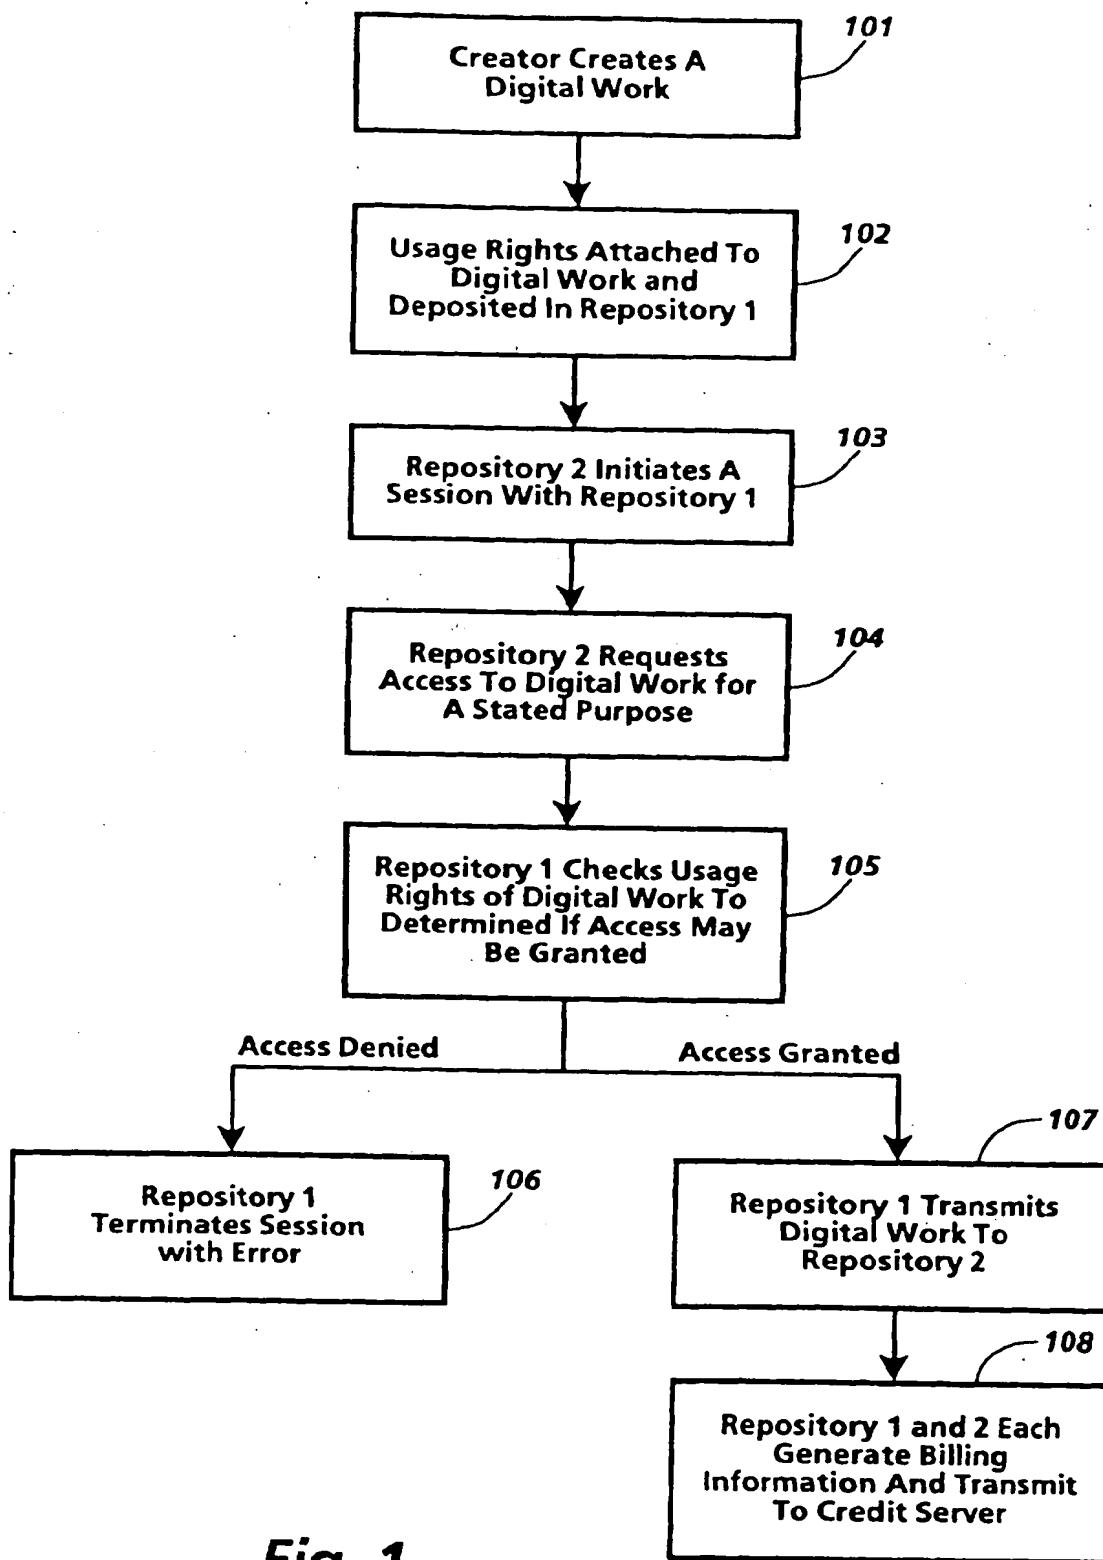 101
Creator Creates A
Digital Work
102
Usage Rights Attached To
Digital Work and
Deposited In Repository 1
103
Repository 2 Initiates A
Session With Repository 1
104
Repository 2 Requests
Access To Digital Work for
A Stated Purpose
105
Repository 1 Checks Usage
Rights of Digital Work To
Determined If Access May
Be Granted
Access Denied
Access Granted
106
Repository 1
Terminates Session
with Error
107
Repository 1 Transmits
Digital Work To
Repository 2
108
Repository 1 and 2 Each
Generate Billing
Information And Transmit
To Credit Server
Fig. 1